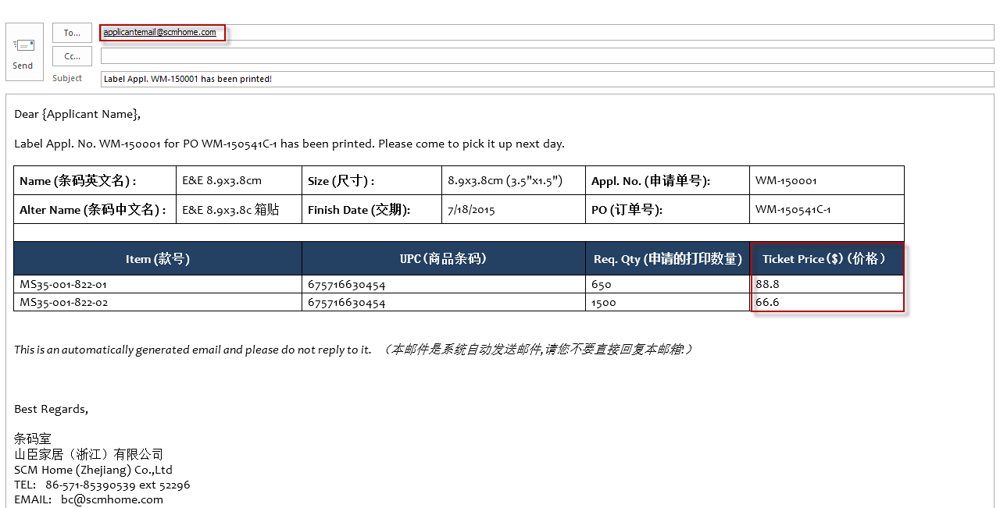 To...
applicantemail@scmhome.com
Cc...
Send
Subject
Label Appl. WM-150001 has been printed!
Dear {Applicant Name},
Label Appl. No. WM-150001 for PO WM-150541C-1 has been printed. Please come to pick it up next day.
Name (条码英文名) : E&E 8.9x3.8cm Size (尺寸) : 8.9x3.8cm (3.5"x1.5") Appl. No. (申请单号): WM-150001
Alter Name (条码中文名) : E&E 8.9x3.8c 箱贴 Finish Date (交期): 7/18/2015 PO (订单号): WM-150541C-1
Item (款号) UPC (商品条码) Req. Qty (申请的打印数量) Ticket Price ($) (价格)
MS35-001-822-01 675716630454 650 88.8
MS35-001-822-02 675716630454 1500 66.6
This is an automatically generated email and please do not reply to it. （本邮件是系统自动发送邮件,请您不要直接回复本邮箱!）
Best Regards,
条码室
山臣家居（浙江）有限公司
SCM Home (Zhejiang) Co.,Ltd
TEL: 86-571-85390539 ext 52296
EMAIL: bc@scmhome.com